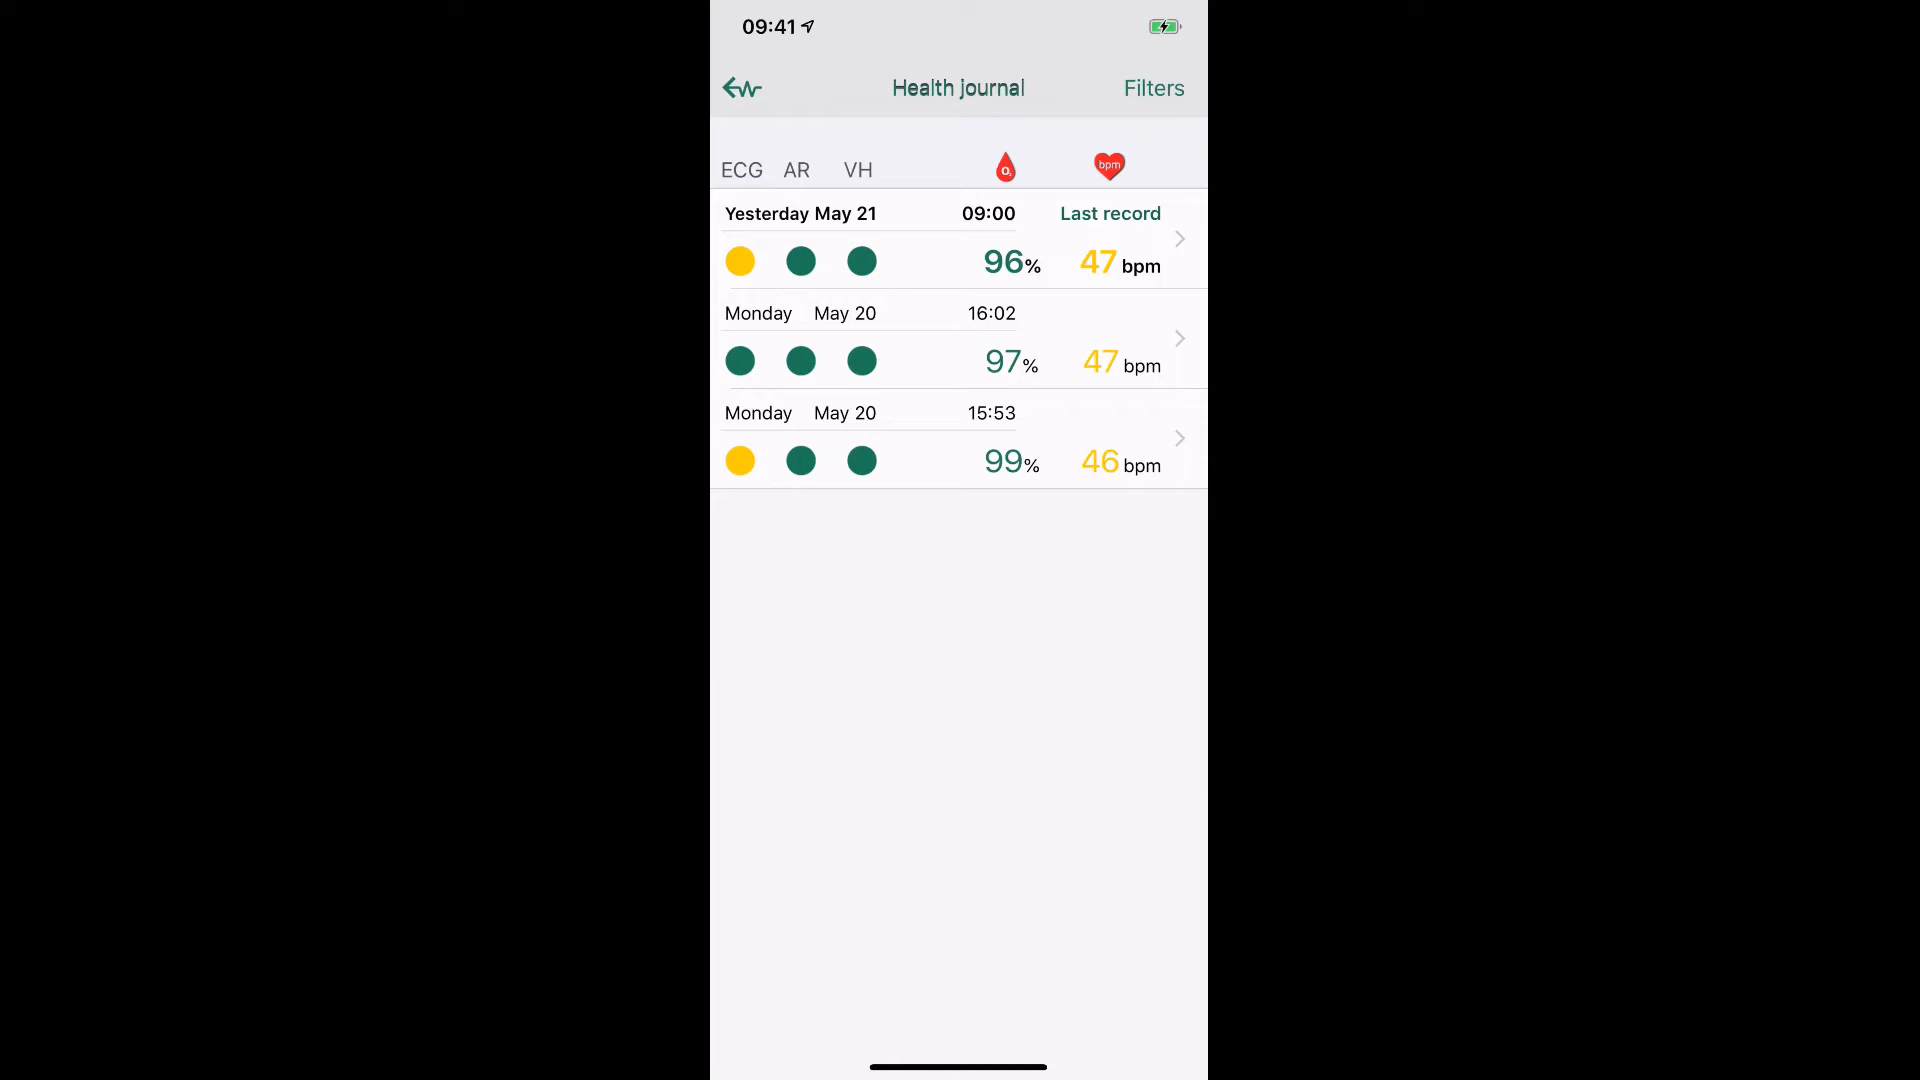 09:41
Health journal Filters
ECG AR VH O₂ bpm
Yesterday May 21 09:00 Last record
96% 47 bpm
Monday May 20 16:02
97% 47 bpm
Monday May 20 15:53
99% 46 bpm